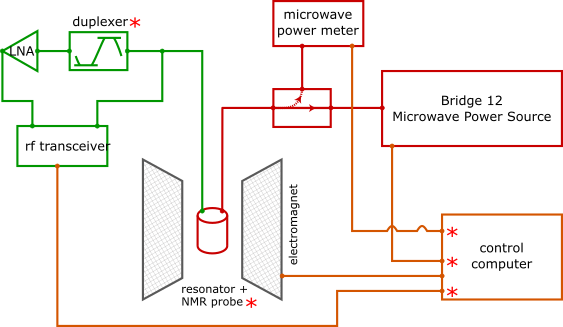 duplexer*
LNA
rf transceiver
microwave
power meter
Bridge 12
Microwave Power Source
electromagnet
resonator +
NMR probe*
*
*
*
control
computer